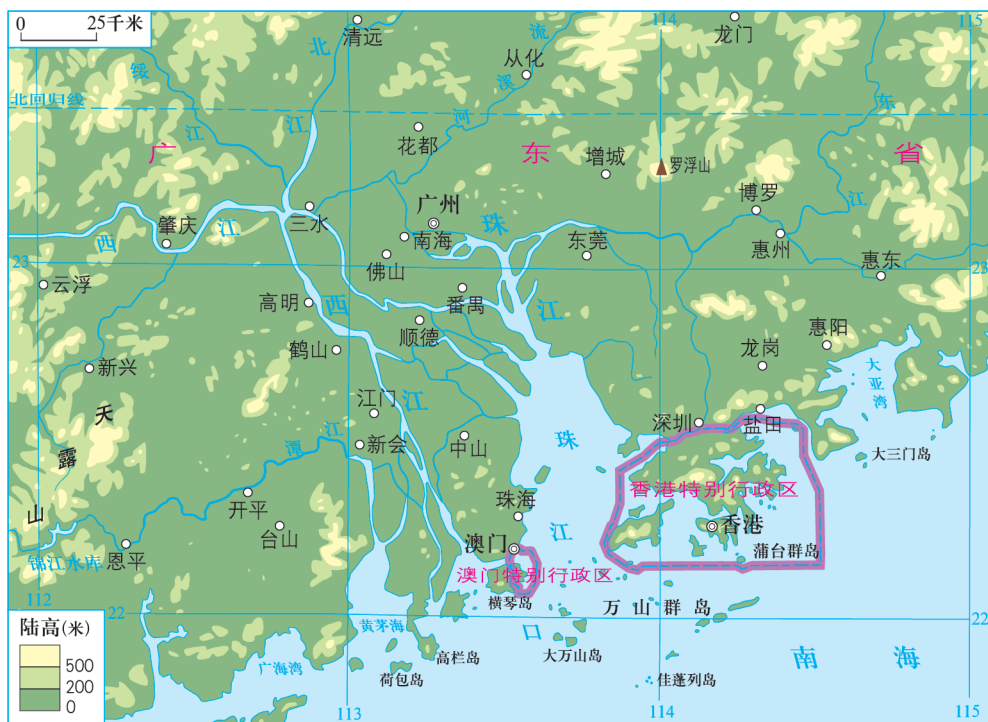 0 25千米
114
115
清远
北
流
从化
溪
龙门
绥
北回归线
江
江
河
花都
东
广
东
省
增城
罗浮山
博罗
江
三水
广州
珠
肇庆
西
江
南海
东莞
惠州
23
佛山
23
惠东
云浮
高明
西
番禺
江
顺德
惠阳
鹤山
龙岗
大亚湾
新兴
天
露
山
江门
江
潭
江
新会
中山
珠
深圳
盐田
大三门岛
香港特别行政区
开平
台山
珠海
江
香港
锦江水库
恩平
澳门
蒲台群岛
澳门特别行政区
112
22
横琴岛
万山群岛
22
陆高(米)
500
200
0
黄茅海
口
广海湾
高栏岛
大万山岛
南海
荷包岛
佳蓬列岛
113
114
115